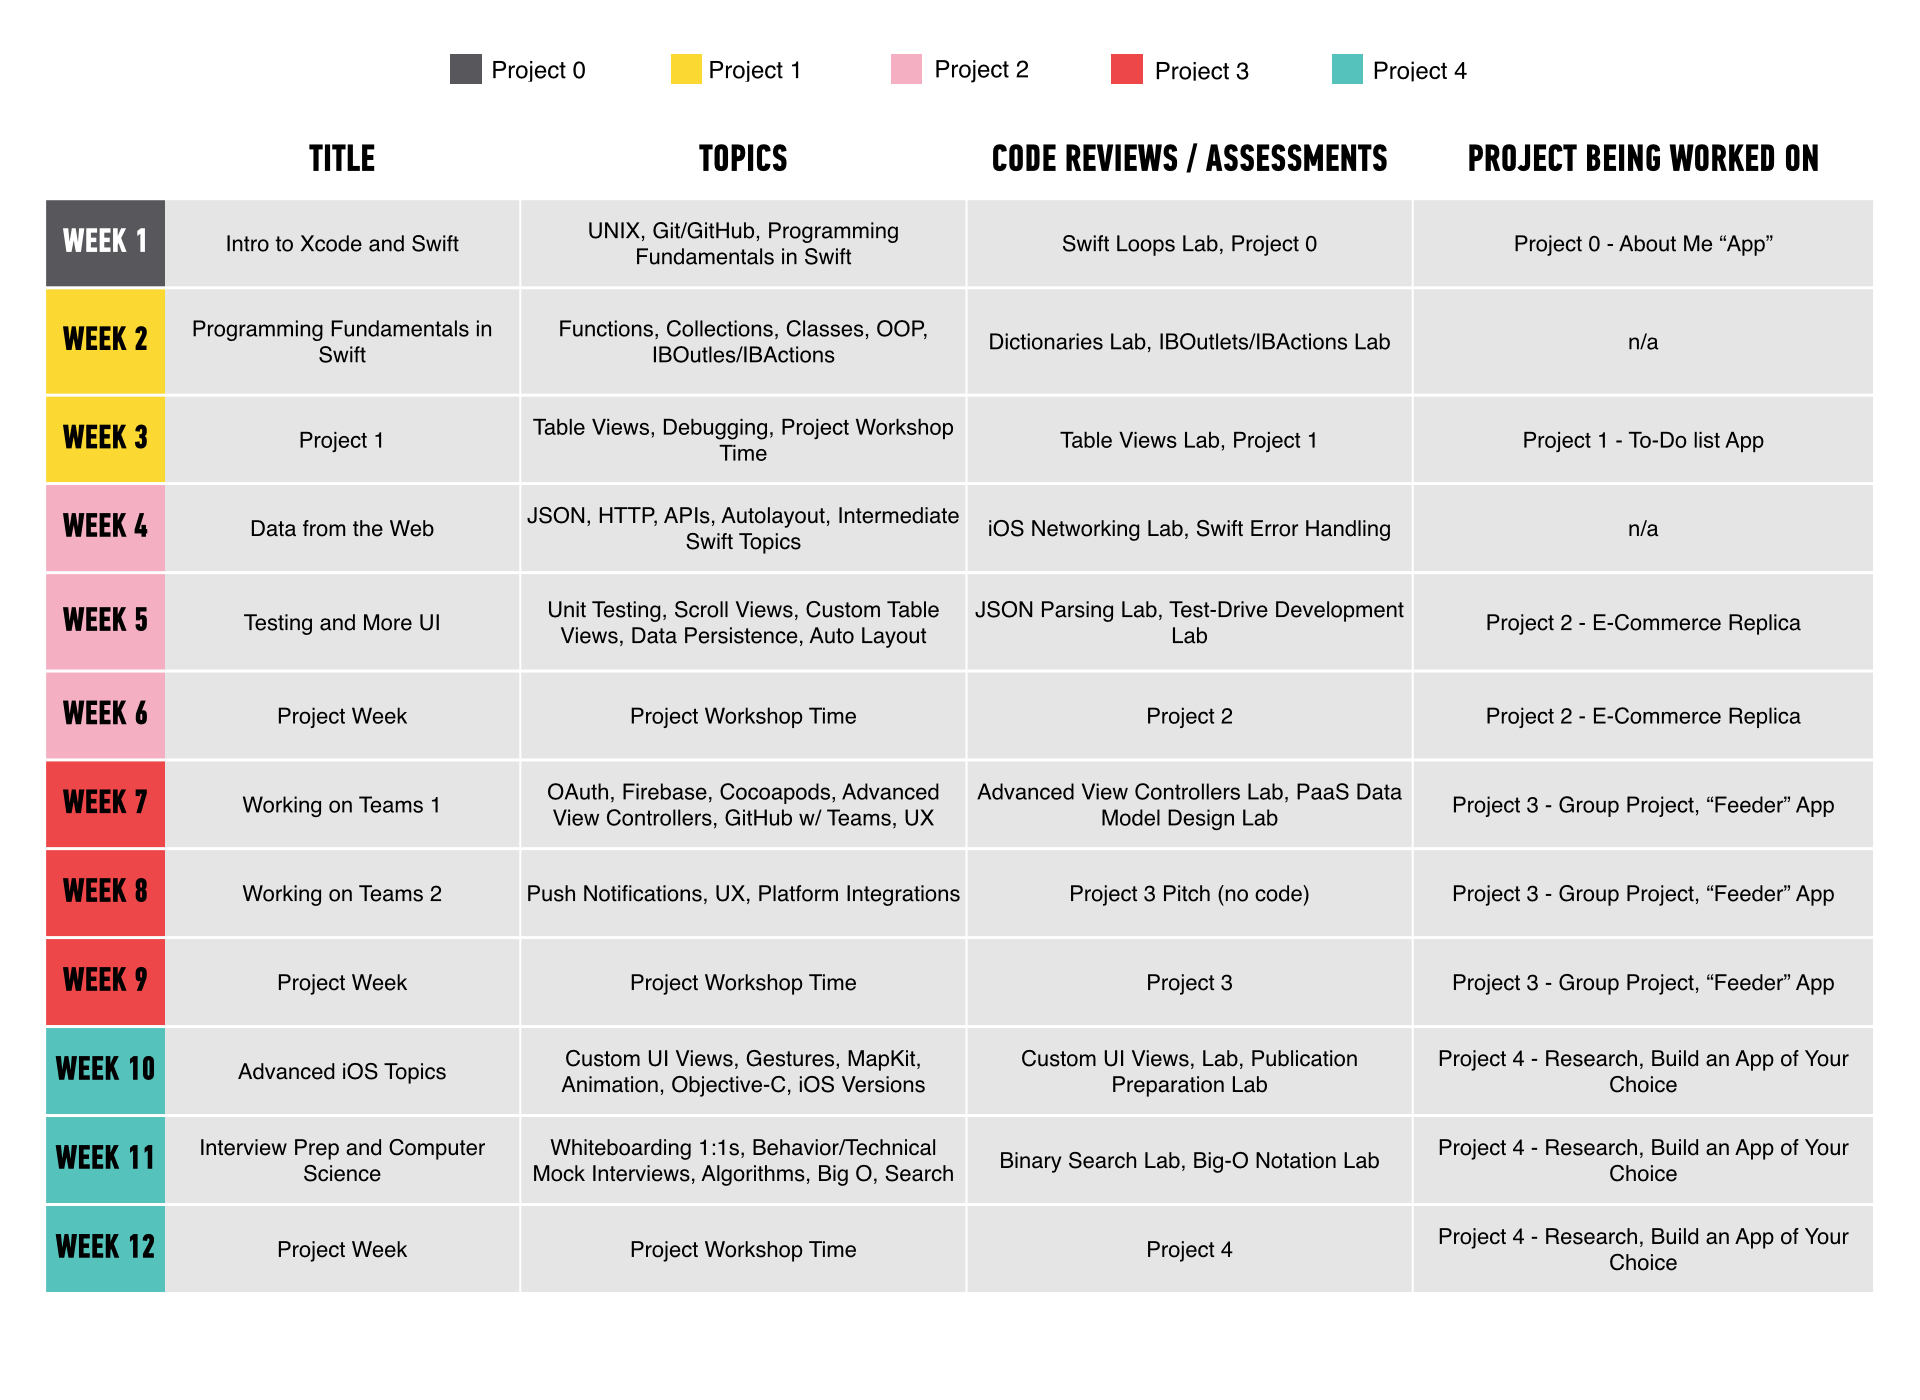 Project 0
Project 1
Project 2
Project 3
Project 4
TITLE
TOPICS
CODE REVIEWS / ASSESSMENTS
PROJECT BEING WORKED ON
WEEK 1
Intro to Xcode and Swift
UNIX, Git/GitHub, Programming
Fundamentals in Swift
Swift Loops Lab, Project 0
Project 0 - About Me “App”
WEEK 2
Programming Fundamentals in
Swift
Functions, Collections, Classes, OOP,
IBOutles/IBActions
Dictionaries Lab, IBOutlets/IBActions Lab
n/a
WEEK 3
Project 1
Table Views, Debugging, Project Workshop
Time
Table Views Lab, Project 1
Project 1 - To-Do list App
WEEK 4
Data from the Web
JSON, HTTP, APIs, Autolayout, Intermediate
Swift Topics
iOS Networking Lab, Swift Error Handling
n/a
WEEK 5
Testing and More UI
Unit Testing, Scroll Views, Custom Table
Views, Data Persistence, Auto Layout
JSON Parsing Lab, Test-Drive Development
Lab
Project 2 - E-Commerce Replica
WEEK 6
Project Week
Project Workshop Time
Project 2
Project 2 - E-Commerce Replica
WEEK 7
Working on Teams 1
OAuth, Firebase, Cocoapods, Advanced
View Controllers, GitHub w/ Teams, UX
Advanced View Controllers Lab, PaaS Data
Model Design Lab
Project 3 - Group Project, “Feeder” App
WEEK 8
Working on Teams 2
Push Notifications, UX, Platform Integrations
Project 3 Pitch (no code)
Project 3 - Group Project, “Feeder” App
WEEK 9
Project Week
Project Workshop Time
Project 3
Project 3 - Group Project, “Feeder” App
WEEK 10
Advanced iOS Topics
Custom UI Views, Gestures, MapKit,
Animation, Objective-C, iOS Versions
Custom UI Views, Lab, Publication
Preparation Lab
Project 4 - Research, Build an App of Your
Choice
WEEK 11
Interview Prep and Computer
Science
Whiteboarding 1:1s, Behavior/Technical
Mock Interviews, Algorithms, Big O, Search
Binary Search Lab, Big-O Notation Lab
Project 4 - Research, Build an App of Your
Choice
WEEK 12
Project Week
Project Workshop Time
Project 4
Project 4 - Research, Build an App of Your
Choice